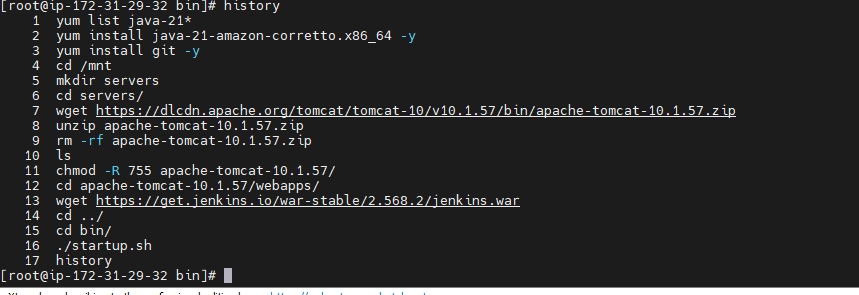 [root@ip-172-31-29-32 bin]# history
1 yum list java-21*
2 yum install java-21-amazon-corretto.x86_64 -y
3 yum install git -y
4 cd /mnt
5 mkdir servers
6 cd servers/
7 wget https://dlcdn.apache.org/tomcat/tomcat-10/v10.1.57/bin/apache-tomcat-10.1.57.zip
8 unzip apache-tomcat-10.1.57.zip
9 rm -rf apache-tomcat-10.1.57.zip
10 ls
11 chmod -R 755 apache-tomcat-10.1.57/
12 cd apache-tomcat-10.1.57/webapps/
13 wget https://get.jenkins.io/war-stable/2.568.2/jenkins.war
14 cd ../
15 cd bin/
16 ./startup.sh
17 history
[root@ip-172-31-29-32 bin]#